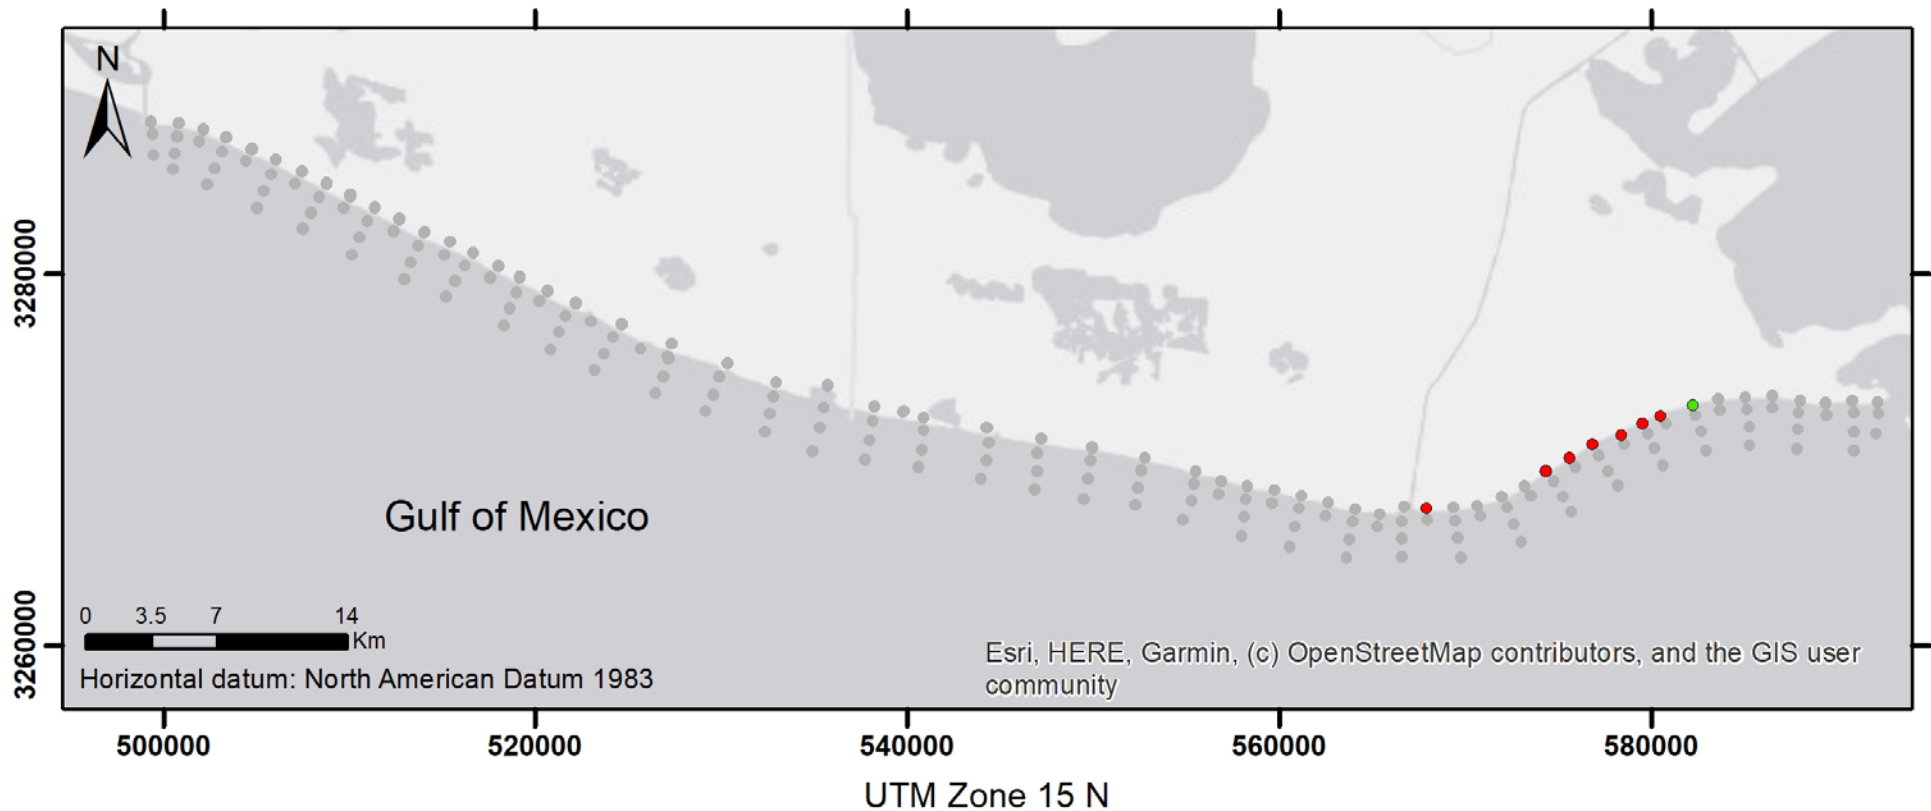 N
3280000
3260000
Gulf of Mexico
0 3.5 7 14
Km
Horizontal datum: North American Datum 1983
Esri, HERE, Garmin, (c) OpenStreetMap contributors, and the GIS user
community
500000 520000 540000 560000 580000
UTM Zone 15 N